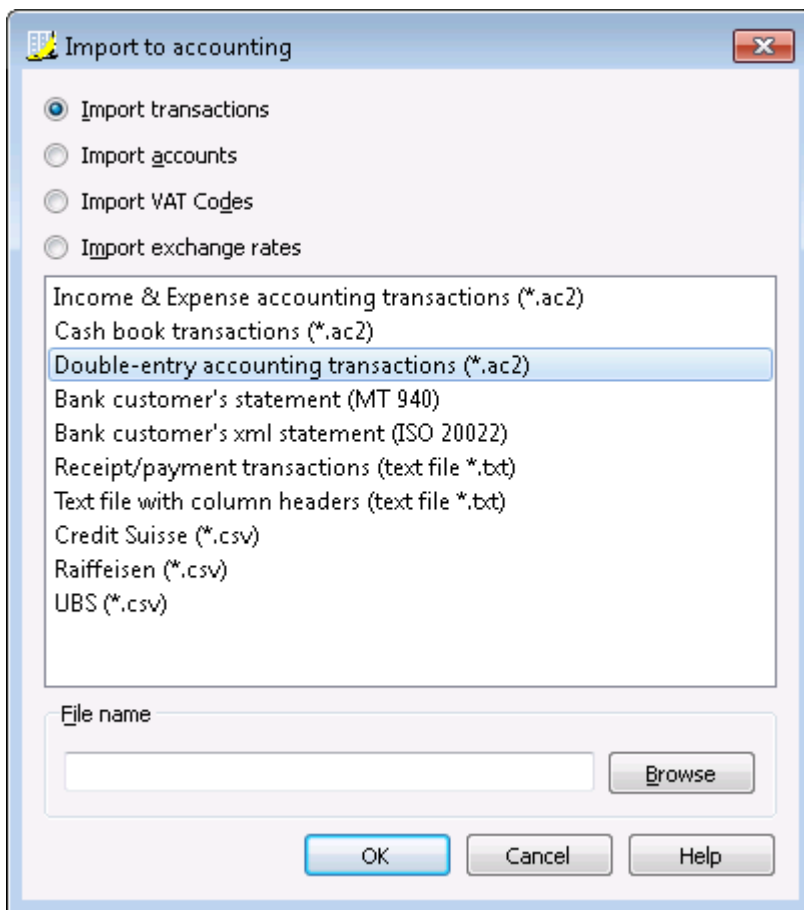 Import to accounting
Import transactions
Import accounts
Import VAT Codes
Import exchange rates
Income & Expense accounting transactions (*.ac2)
Cash book transactions (*.ac2)
Double-entry accounting transactions (*.ac2)
Bank customer's statement (MT 940)
Bank customer's xml statement (ISO 20022)
Receipt/payment transactions (text file *.txt)
Text file with column headers (text file *.txt)
Credit Suisse (*.csv)
Raiffeisen (*.csv)
UBS (*.csv)
File name
Browse
OK Cancel Help